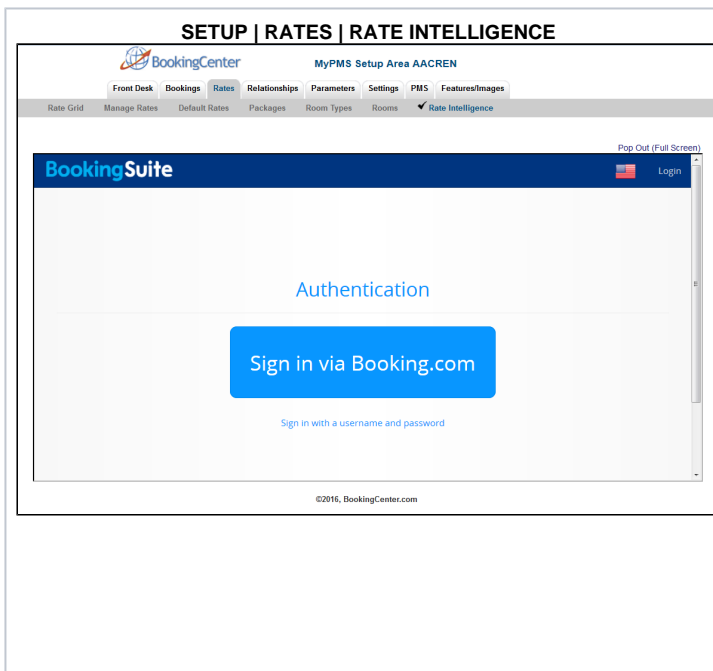 SETUP | RATES | RATE INTELLIGENCE
BookingCenter
MyPMS Setup Area AACREN
Front Desk Bookings Rates Relationships Parameters Settings PMS Features/Images
Rate Grid Manage Rates Default Rates Packages Room Types Rooms ✔Rate Intelligence
Pop Out (Full Screen)
BookingSuite Login
Authentication
Sign in via Booking.com
Sign in with a username and password
©2016, BookingCenter.com